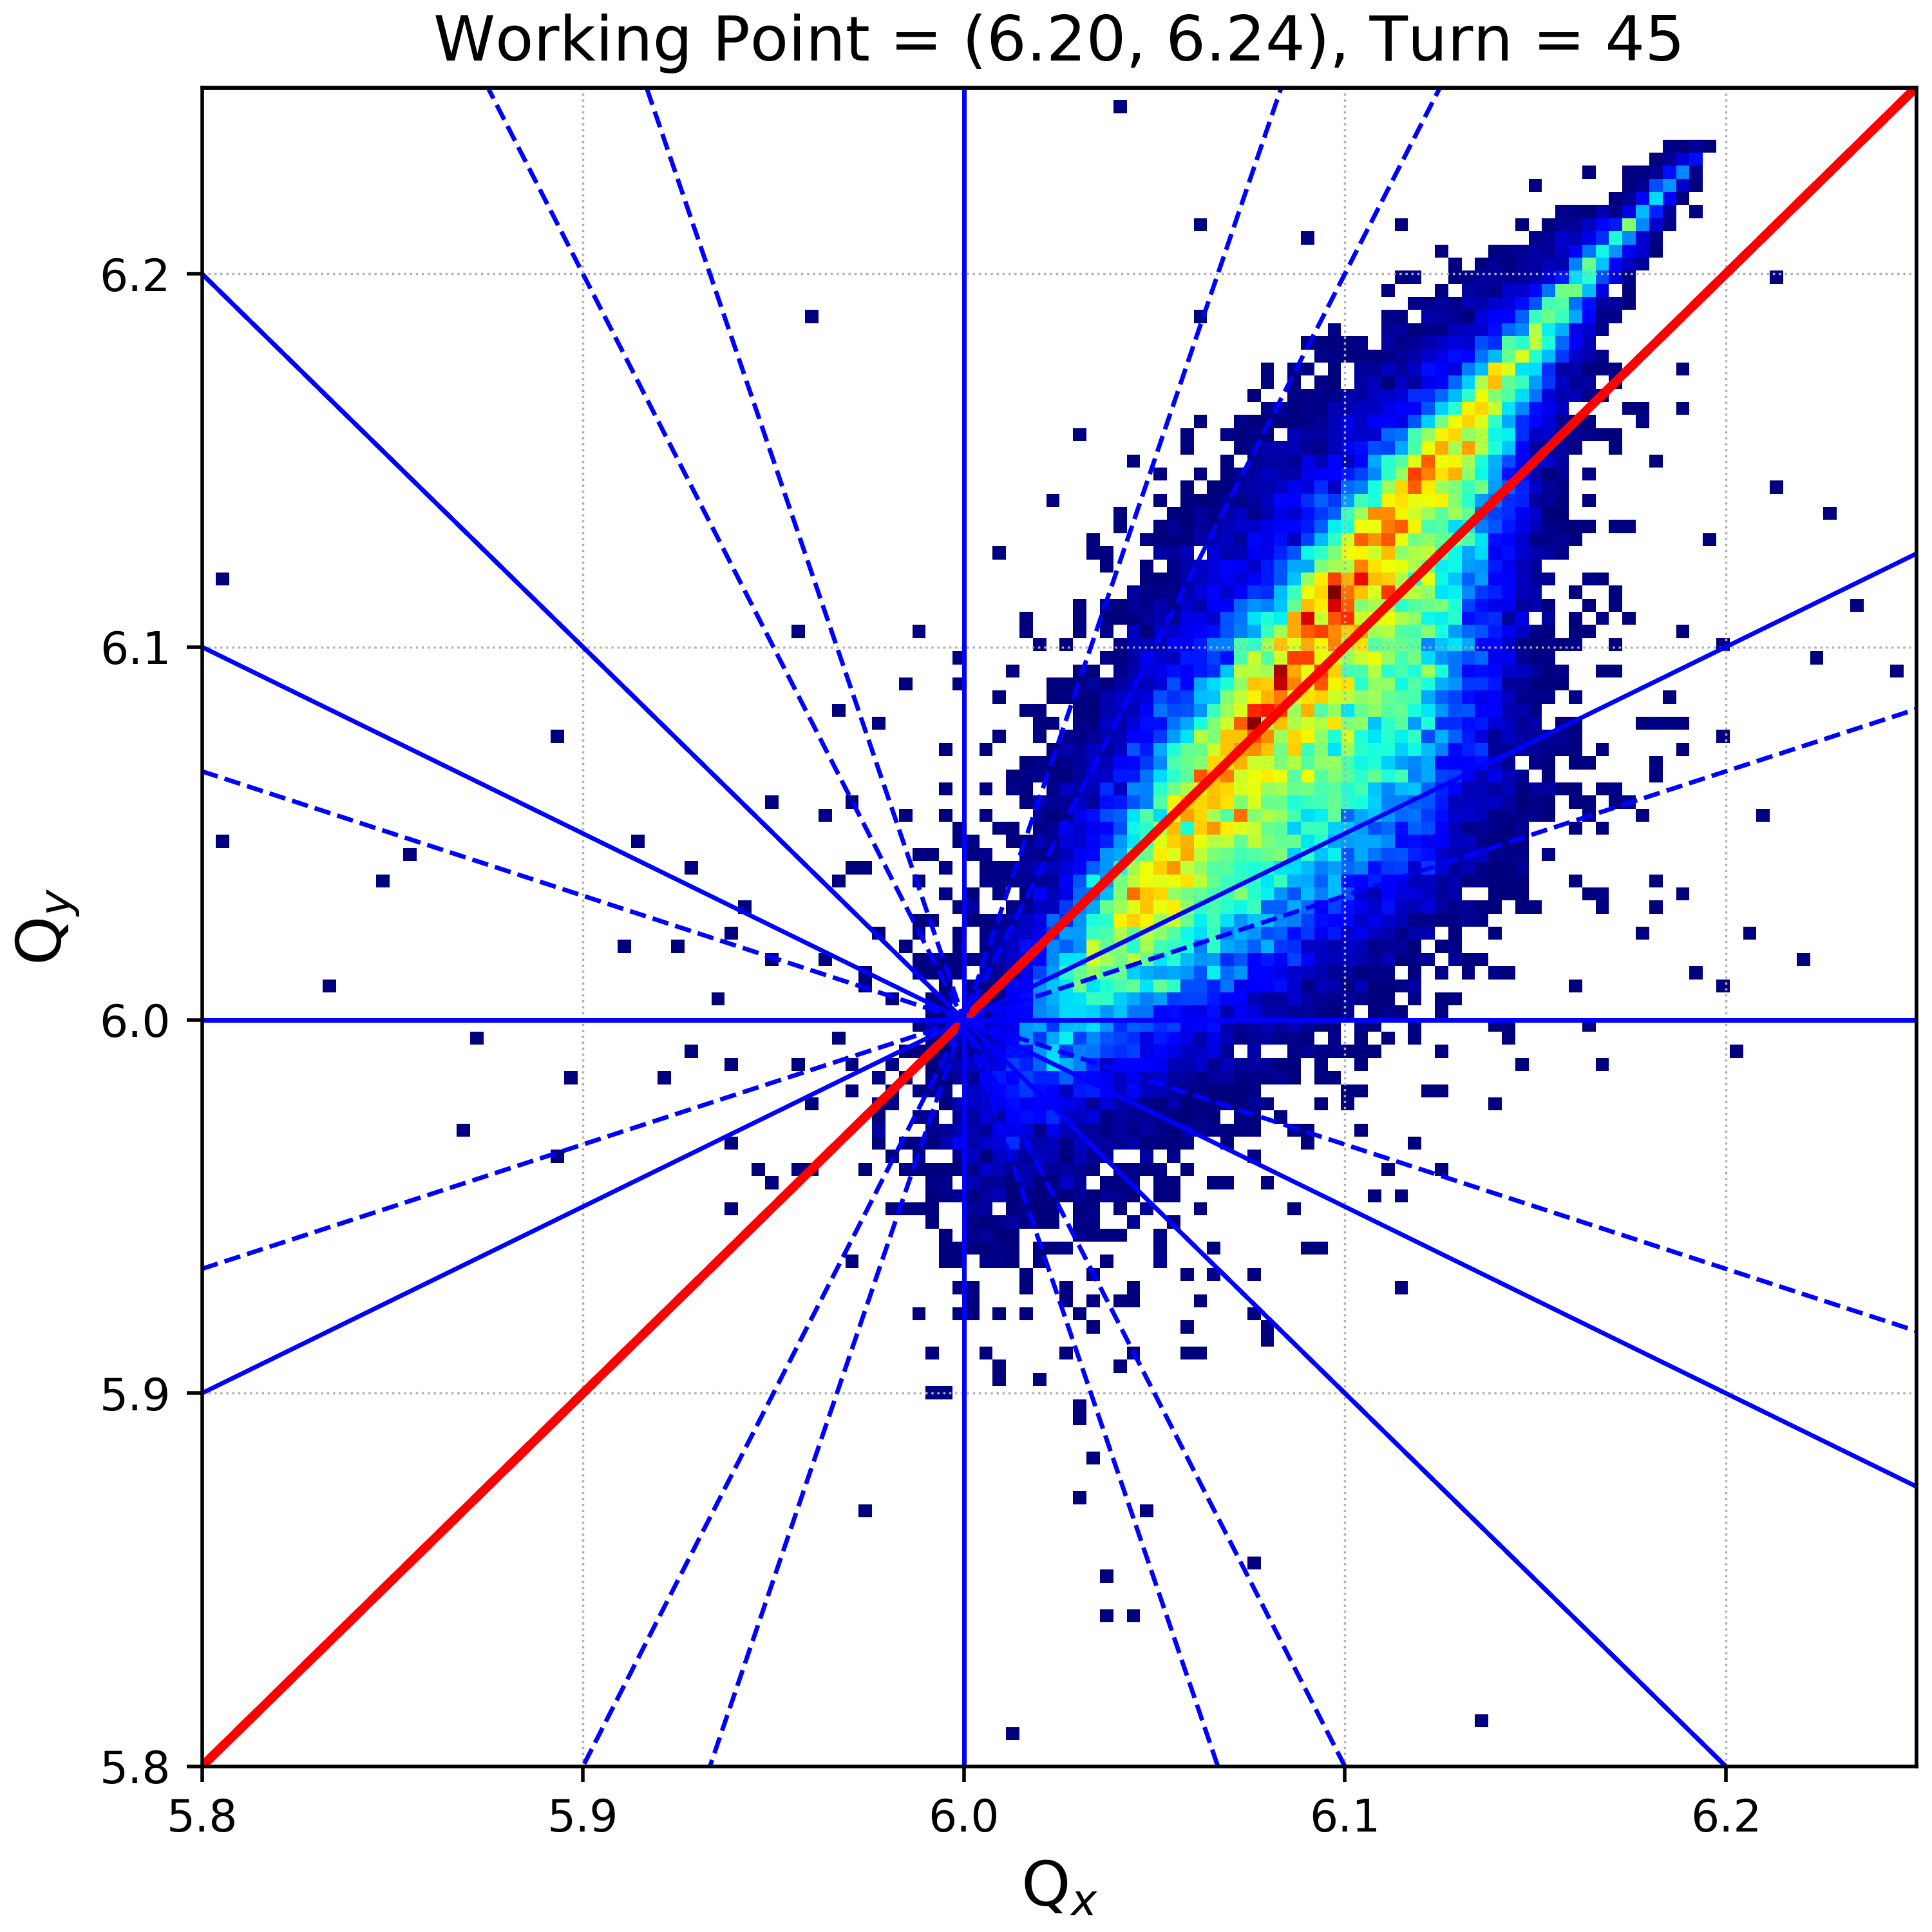 Working Point = (6.20, 6.24), Turn = 45
6.2
6.1
6.0
5.9
5.8
Qy
5.8 5.9 6.0 6.1 6.2
Qx